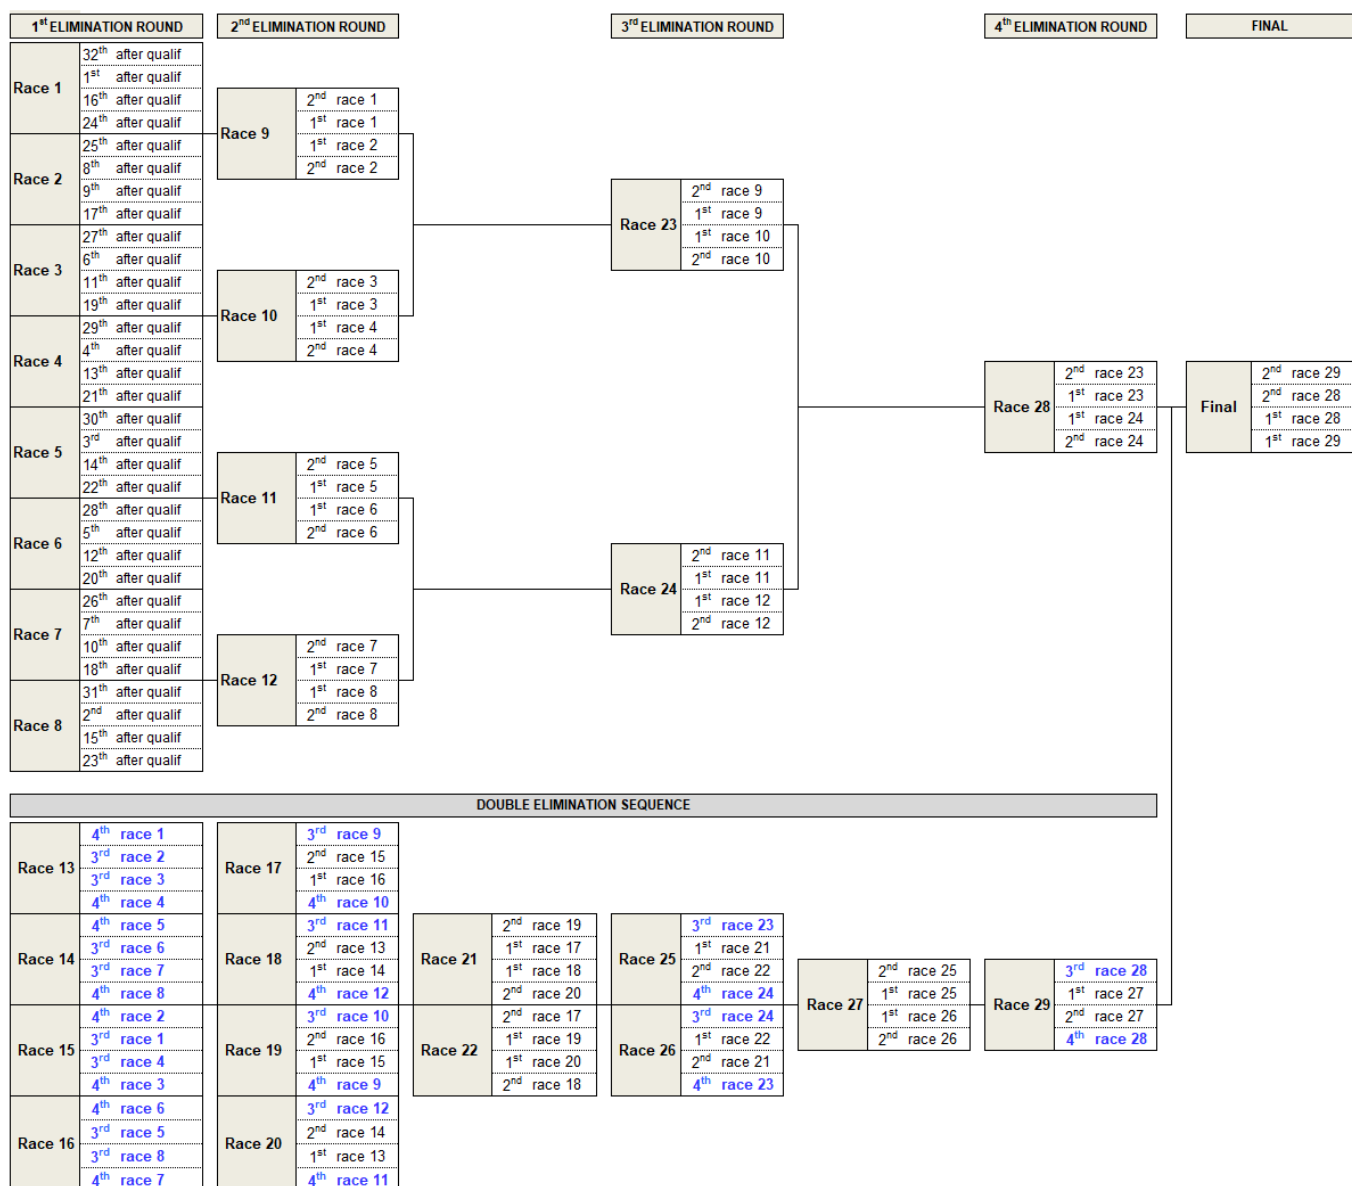 1st ELIMINATION ROUND
2nd ELIMINATION ROUND
3rd ELIMINATION ROUND
4th ELIMINATION ROUND
FINAL
Race 1
32th after qualif
1st after qualif
16th after qualif
24th after qualif
Race 2
25th after qualif
8th after qualif
9th after qualif
17th after qualif
Race 3
27th after qualif
6th after qualif
11th after qualif
19th after qualif
Race 4
29th after qualif
4th after qualif
13th after qualif
21th after qualif
Race 5
30th after qualif
3rd after qualif
14th after qualif
22th after qualif
Race 6
28th after qualif
5th after qualif
12th after qualif
20th after qualif
Race 7
26th after qualif
7th after qualif
10th after qualif
18th after qualif
Race 8
31th after qualif
2nd after qualif
15th after qualif
23th after qualif
Race 9
2nd race 1
1st race 1
1st race 2
2nd race 2
Race 10
2nd race 3
1st race 3
1st race 4
2nd race 4
Race 11
2nd race 5
1st race 5
1st race 6
2nd race 6
Race 12
2nd race 7
1st race 7
1st race 8
2nd race 8
Race 23
2nd race 9
1st race 9
1st race 10
2nd race 10
Race 24
2nd race 11
1st race 11
1st race 12
2nd race 12
Race 28
2nd race 23
1st race 23
1st race 24
2nd race 24
Final
2nd race 29
2nd race 28
1st race 28
1st race 29
DOUBLE ELIMINATION SEQUENCE
Race 13
4th race 1
3rd race 2
3rd race 3
4th race 4
Race 14
4th race 5
3rd race 6
3rd race 7
4th race 8
Race 15
4th race 2
3rd race 1
3rd race 4
4th race 3
Race 16
4th race 6
3rd race 5
3rd race 8
4th race 7
Race 17
3rd race 9
2nd race 15
1st race 16
4th race 10
Race 18
3rd race 11
2nd race 13
1st race 14
4th race 12
Race 19
3rd race 10
2nd race 16
1st race 15
4th race 9
Race 20
3rd race 12
2nd race 14
1st race 13
4th race 11
Race 21
2nd race 19
1st race 17
1st race 18
2nd race 20
Race 22
2nd race 17
1st race 19
1st race 20
2nd race 18
Race 25
3rd race 23
1st race 21
2nd race 22
4th race 24
Race 26
3rd race 24
1st race 22
2nd race 21
4th race 23
Race 27
2nd race 25
1st race 25
1st race 26
2nd race 26
Race 29
3rd race 28
1st race 27
2nd race 27
4th race 28